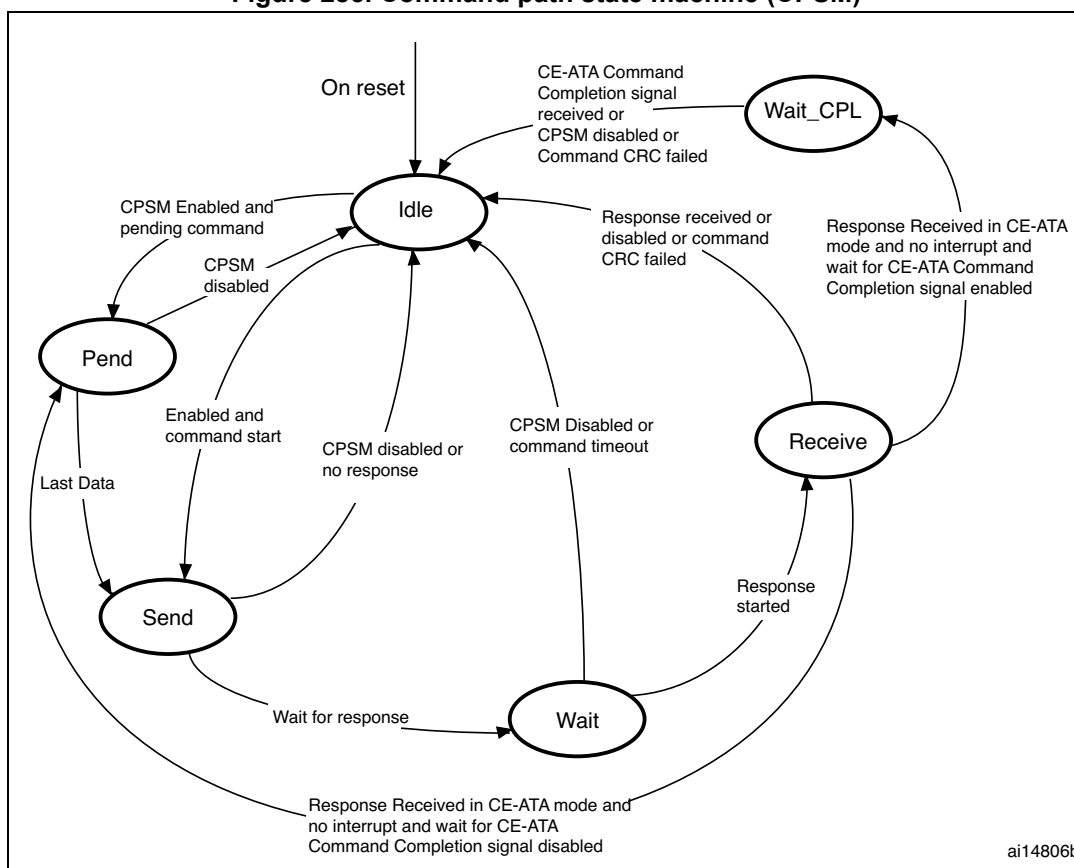 Figure Command path state machine (CPSM)
On reset
CE-ATA Command
Completion signal
received or
CPSM disabled or
Command CRC failed
Wait_CPL
Idle
CPSM Enabled and
pending command
CPSM
disabled
Response received or
disabled or command
CRC failed
Response Received in CE-ATA
mode and no interrupt and
wait for CE-ATA Command
Completion signal enabled
Pend
Enabled and
command start
CPSM disabled or
no response
CPSM Disabled or
command timeout
Receive
Last Data
Send
Response
started
Wait for response
Wait
Response Received in CE-ATA mode and
no interrupt and wait for CE-ATA
Command Completion signal disabled
ai14806b